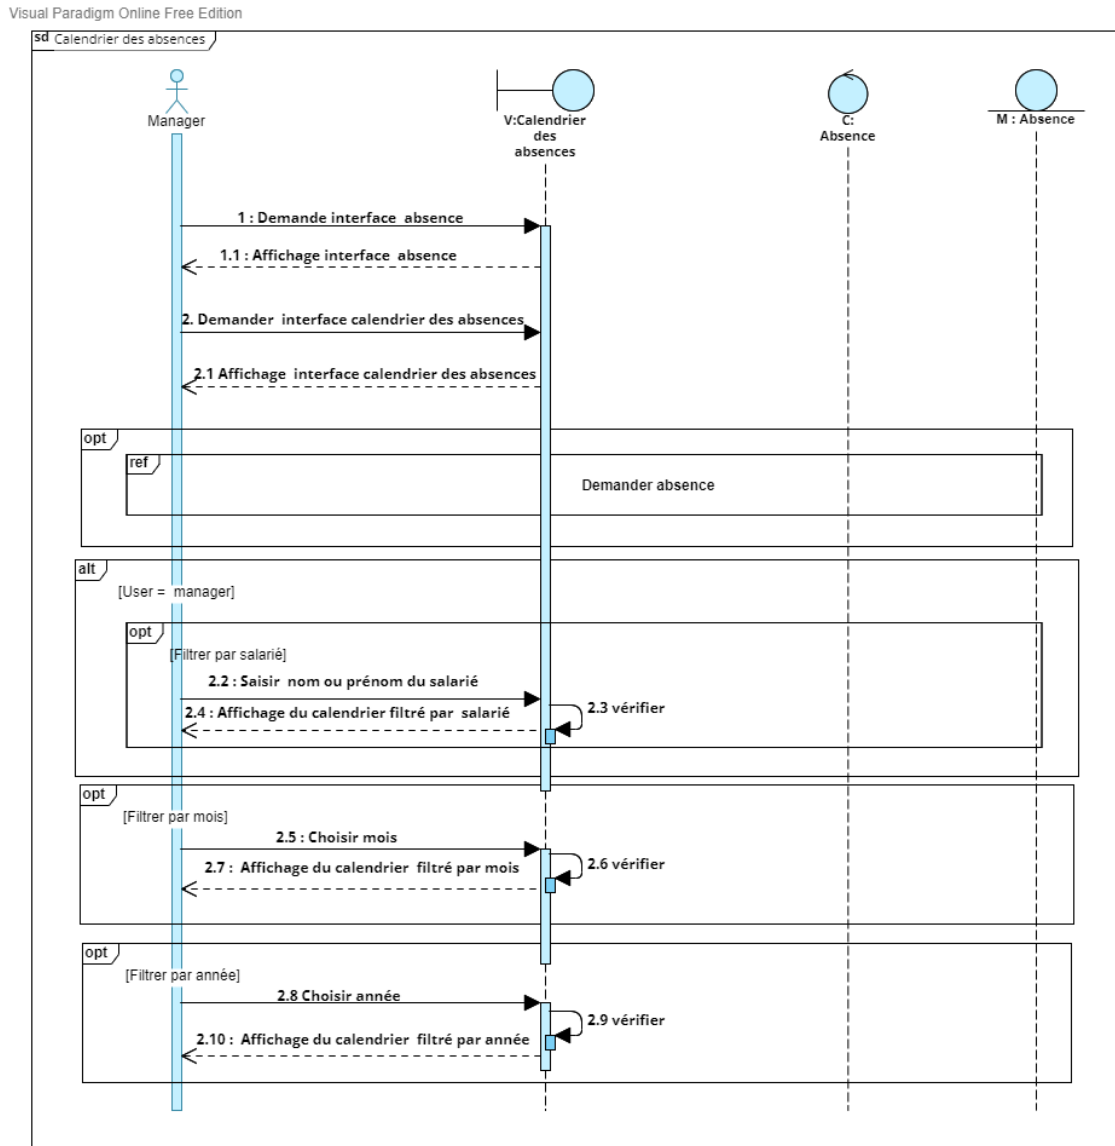 Visual Paradigm Online Free Edition
sd Calendrier des absences
Manager
V:Calendrier
des
absences
C:
Absence
M : Absence
1 : Demande interface absence
1.1 : Affichage interface absence
2. Demander interface calendrier des absences
2.1 Affichage interface calendrier des absences
opt
ref
Demander absence
alt
[User = manager]
opt
[Filtrer par salarié]
2.2 : Saisir nom ou prénom du salarié
2.3 vérifier
2.4 : Affichage du calendrier filtré par salarié
opt
[Filtrer par mois]
2.5 : Choisir mois
2.6 vérifier
2.7 : Affichage du calendrier filtré par mois
opt
[Filtrer par année]
2.8 Choisir année
2.9 vérifier
2.10 : Affichage du calendrier filtré par année